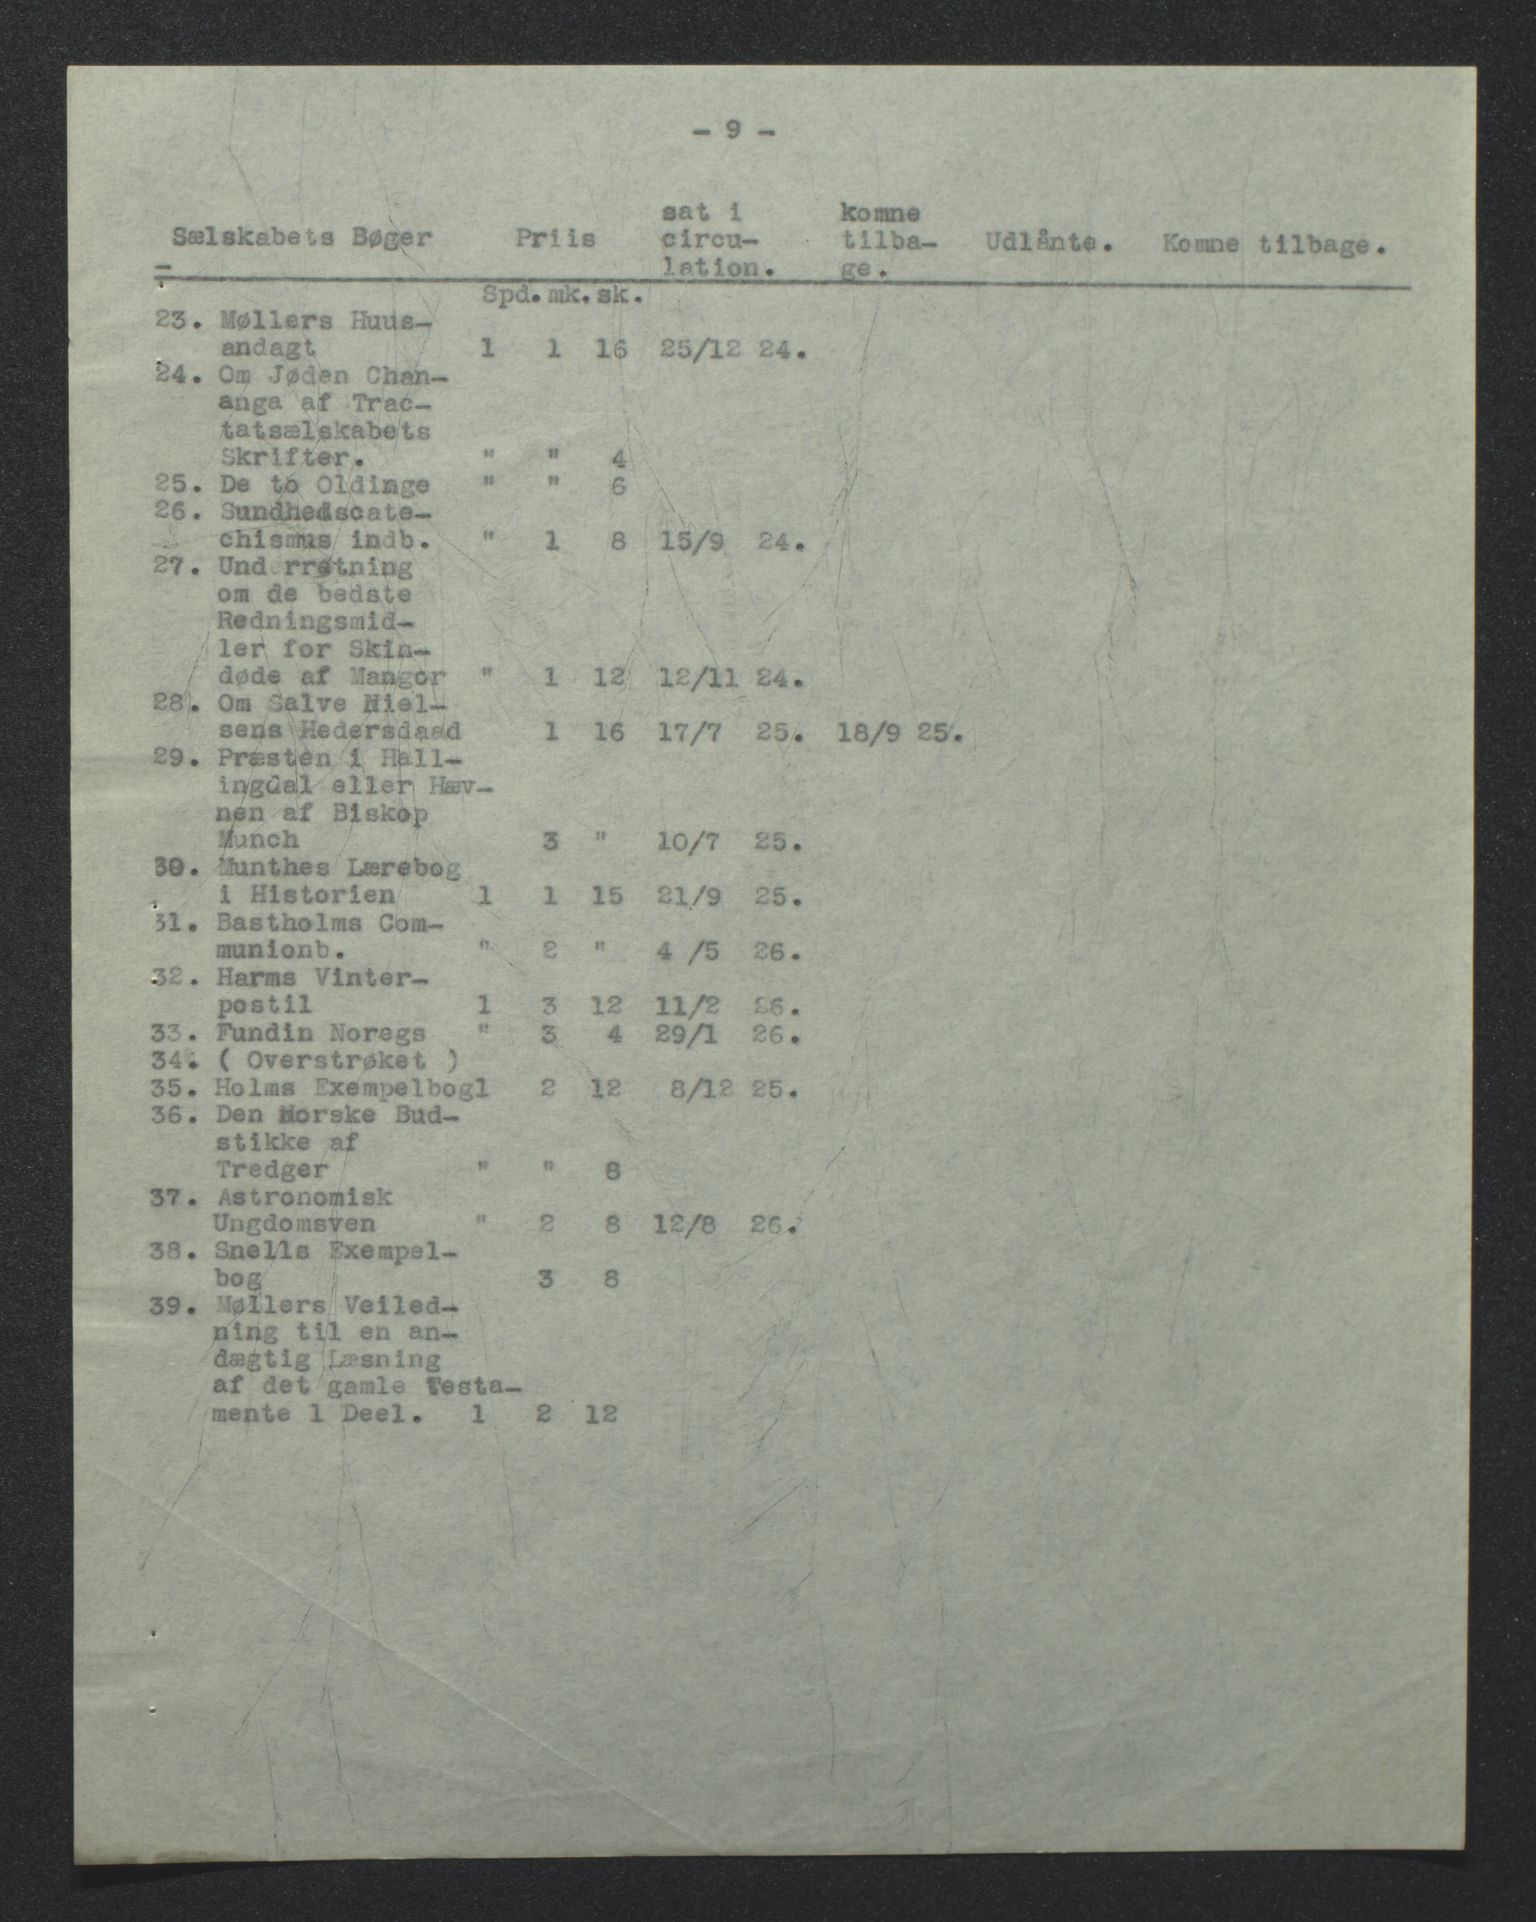 - 9 -
sat i komne
Sælskabets Bøger Priis circu- tilba- Udlånte. Komne tilbage.
lation. ge.
Spd. mk. sk.
23. Møllers Huus-
andagt 1 1 16 25/12 24.
24. Om Jøden Chan-
anga af Trac-
tatsælskabets
Skrifter. " " 4
25. De to Oldinge " " 6
26. Sundhedscate-
chismus indb. " 1 8 15/9 24.
27. Underretning
om de bedste
Redningsmid-
ler for Skin-
døde af Mangor " 1 12 12/11 24.
28. Om Salve Niel-
sens Hedersdaad 1 16 17/7 25. 18/9 25.
29. Præsten i Hall-
ingdal eller Hæv-
nen af Biskop
Munch 3 " 10/7 25.
30. Munthes Lærebog
i Historien 1 1 15 21/9 25.
31. Bastholms Com-
munionb. " 2 " 4 /5 26.
32. Harms Vinter-
postil 1 3 12 11/2 26.
33. Fundin Noregs " 3 4 29/1 26.
34. ( Overstrøket )
35. Holms Exempelbog1 2 12 8/12 25.
36. Den Norske Bud-
stikke af
Tredger " " 8
37. Astronomisk
Ungdomsven " 2 8 12/8 26.
38. Snells Exempel-
bog 3 8
39. Møllers Veiled-
ning til en an-
dægtig Læsning
af det gamle Testa-
mente 1 Deel. 1 2 12